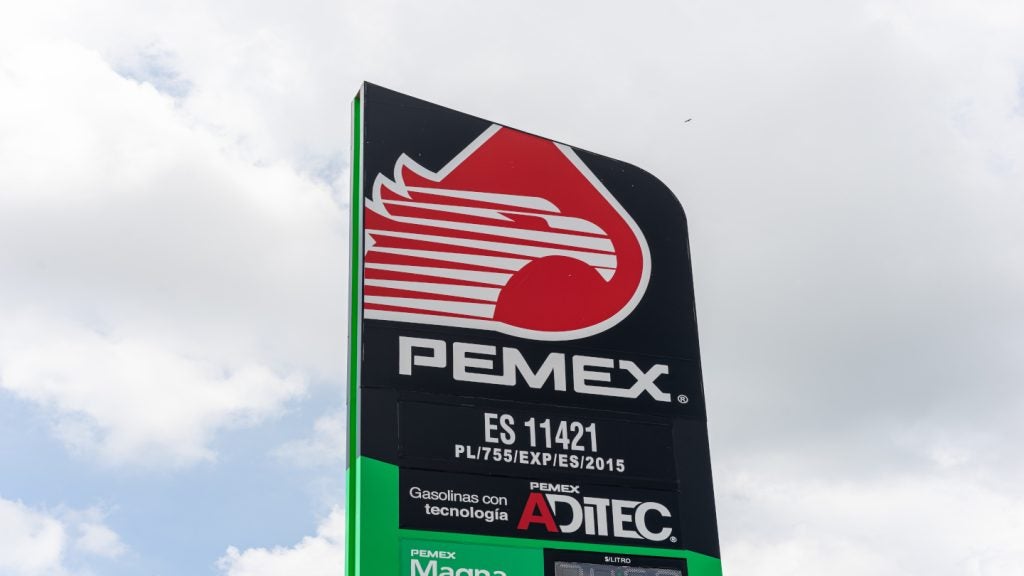 PEMEX®
ES 11421
PL/755/EXP/ES/2015
Gasolinas con
tecnología
PEMEX
ADITEC®
PEMEX
Magna
$/LITRO